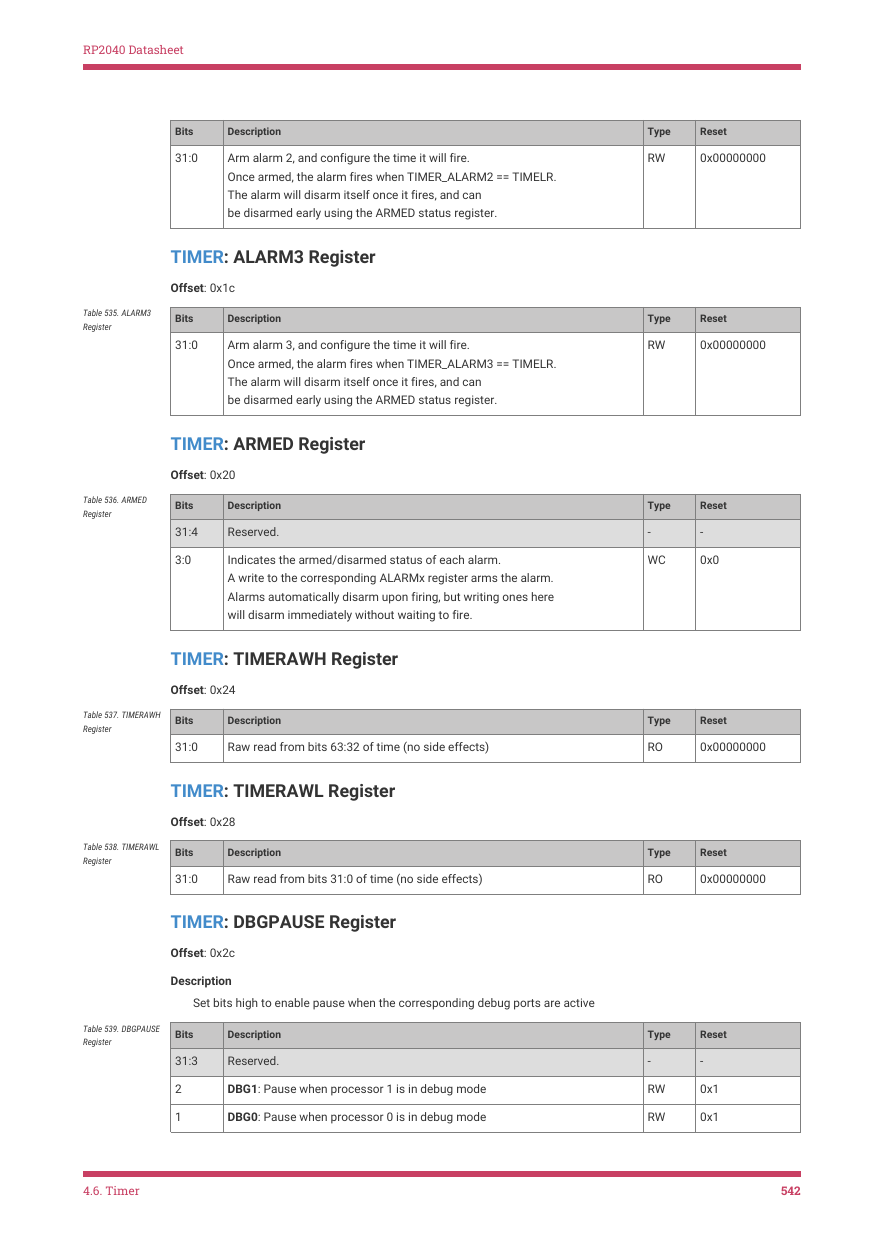 RP2040 Datasheet
Bits Description Type Reset
31:0 Arm alarm 2, and configure the time it will fire. RW 0x00000000
Once armed, the alarm fires when TIMER_ALARM2 == TIMELR.
The alarm will disarm itself once it fires, and can
be disarmed early using the ARMED status register.
TIMER: ALARM3 Register
Offset: 0x1c
Table 535. ALARM3
Register
Bits Description Type Reset
31:0 Arm alarm 3, and configure the time it will fire. RW 0x00000000
Once armed, the alarm fires when TIMER_ALARM3 == TIMELR.
The alarm will disarm itself once it fires, and can
be disarmed early using the ARMED status register.
TIMER: ARMED Register
Offset: 0x20
Table 536. ARMED
Register
Bits Description Type Reset
31:4 Reserved. - -
3:0 Indicates the armed/disarmed status of each alarm. WC 0x0
A write to the corresponding ALARMx register arms the alarm.
Alarms automatically disarm upon firing, but writing ones here
will disarm immediately without waiting to fire.
TIMER: TIMERAWH Register
Offset: 0x24
Table 537. TIMERAWH
Register
Bits Description Type Reset
31:0 Raw read from bits 63:32 of time (no side effects) RO 0x00000000
TIMER: TIMERAWL Register
Offset: 0x28
Table 538. TIMERAWL
Register
Bits Description Type Reset
31:0 Raw read from bits 31:0 of time (no side effects) RO 0x00000000
TIMER: DBGPAUSE Register
Offset: 0x2c
Description
Set bits high to enable pause when the corresponding debug ports are active
Table 539. DBGPAUSE
Register
Bits Description Type Reset
31:3 Reserved. - -
2 DBG1: Pause when processor 1 is in debug mode RW 0x1
1 DBG0: Pause when processor 0 is in debug mode RW 0x1
4.6. Timer 542